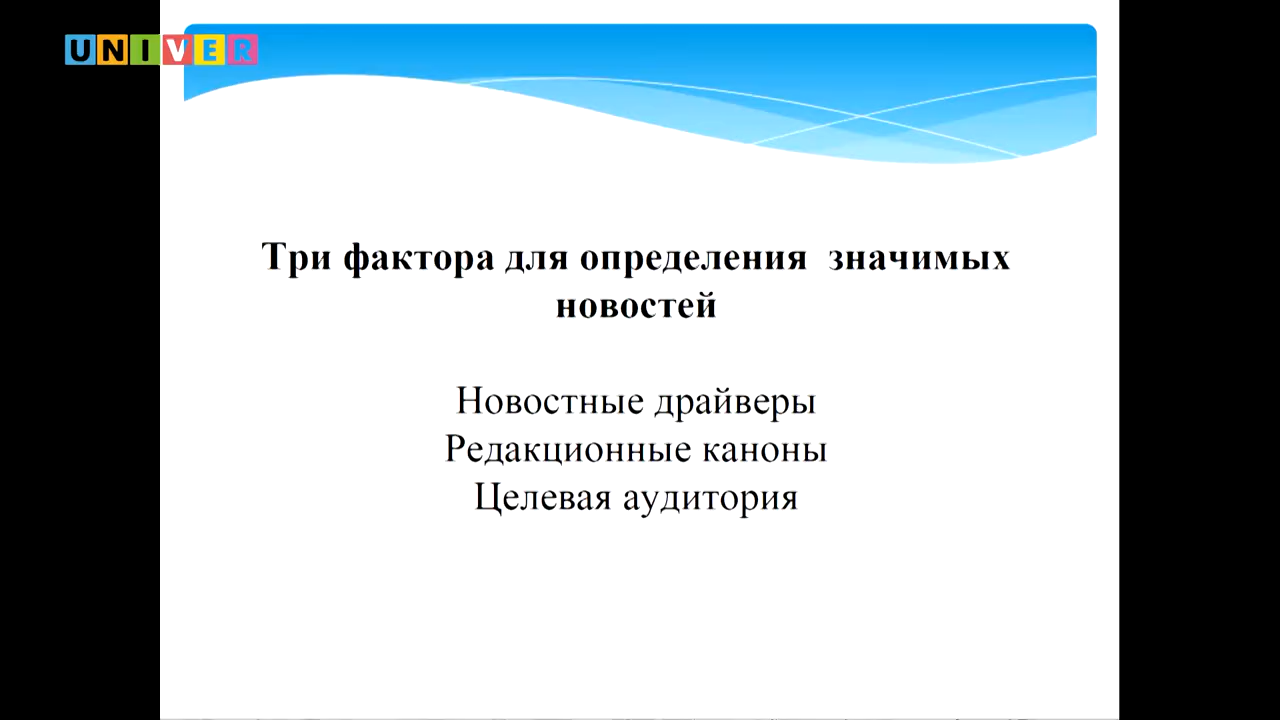 UNIVER
Три фактора для определения значимых
новостей
Новостные драйверы
Редакционные каноны
Целевая аудитория